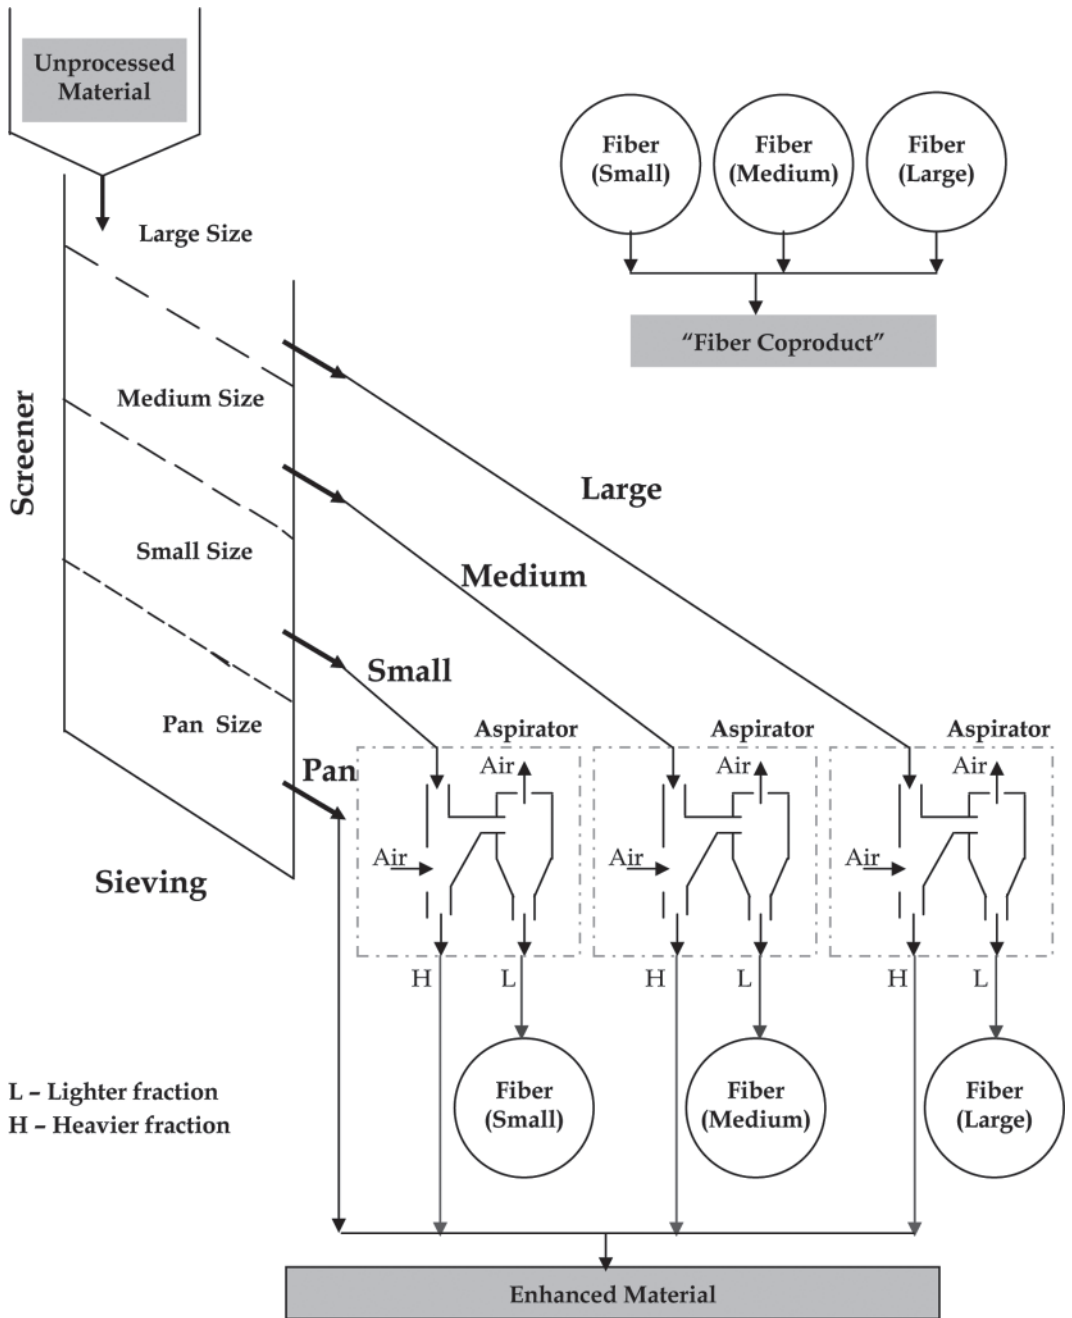 Unprocessed
Material
Fiber
(Small)
Fiber
(Medium)
Fiber
(Large)
“Fiber Coproduct”
Large Size
Medium Size
Small Size
Pan Size
Screener
Sieving
Large
Medium
Small
Pan
Aspirator
Aspirator
Aspirator
Air
Air
Air
Air
Air
Air
H
L
H
L
H
L
Fiber
(Small)
Fiber
(Medium)
Fiber
(Large)
L – Lighter fraction
H – Heavier fraction
Enhanced Material